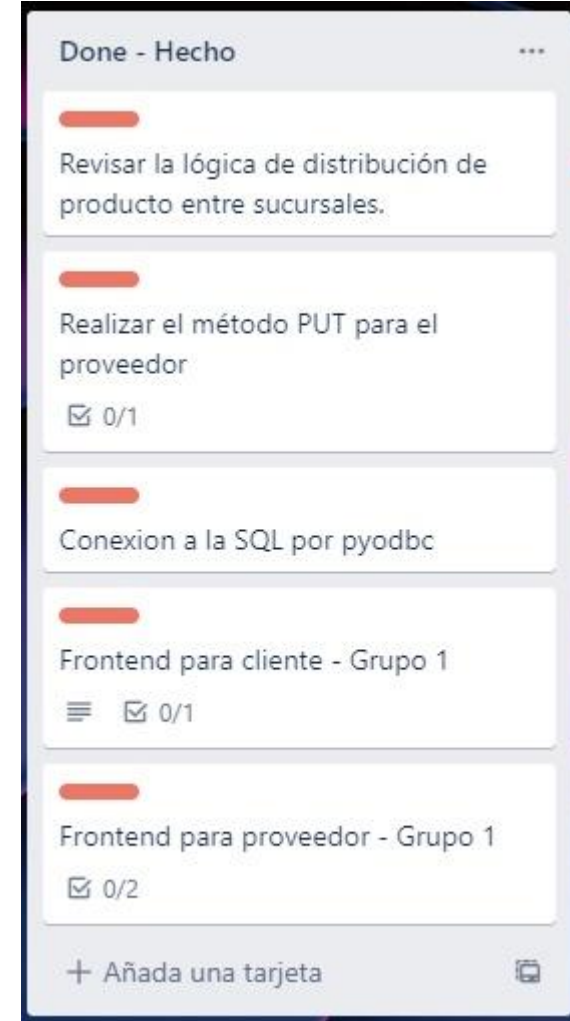 Done - Hecho
Revisar la lógica de distribución de
producto entre sucursales.
Realizar el método PUT para el
proveedor
0/1
Conexion a la SQL por pyodbc
Frontend para cliente - Grupo 1
0/1
Frontend para proveedor - Grupo 1
0/2
+ Añada una tarjeta